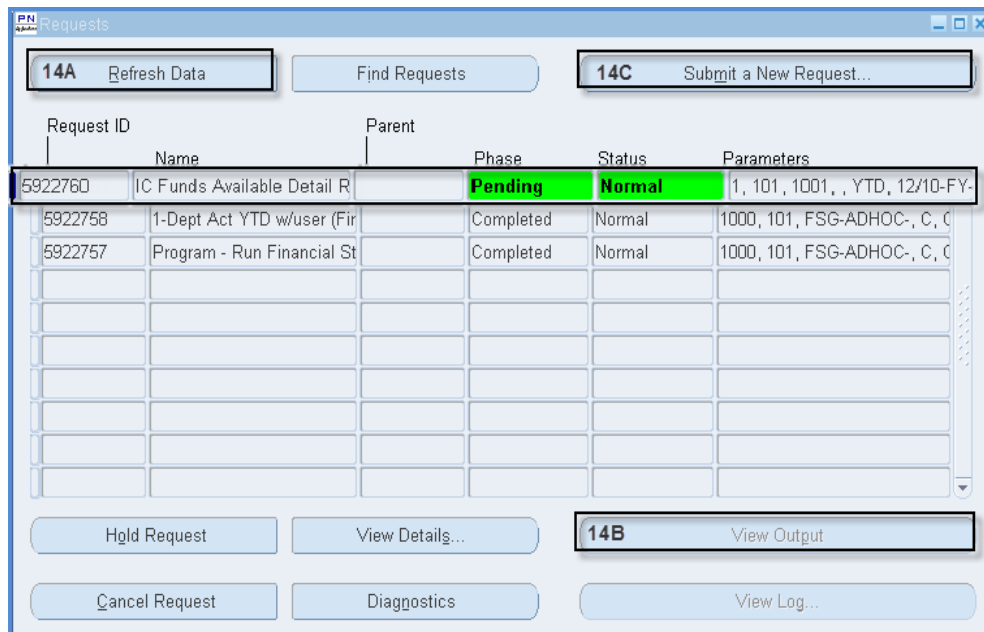 PN
Requests
14A Refresh Data
Find Requests
14C Submit a New Request...
Request ID
Parent
Name
Phase
Status
Parameters
5922760 IC Funds Available Detail R Pending Normal 1, 101, 1001, , YTD, 12/10-FY-
5922758 1-Dept Act YTD w/user (Fir Completed Normal 1000, 101, FSG-ADHOC-, C, C
5922757 Program - Run Financial St Completed Normal 1000, 101, FSG-ADHOC-, C, C
Hold Request
View Details...
14B View Output
Cancel Request
Diagnostics
View Log...